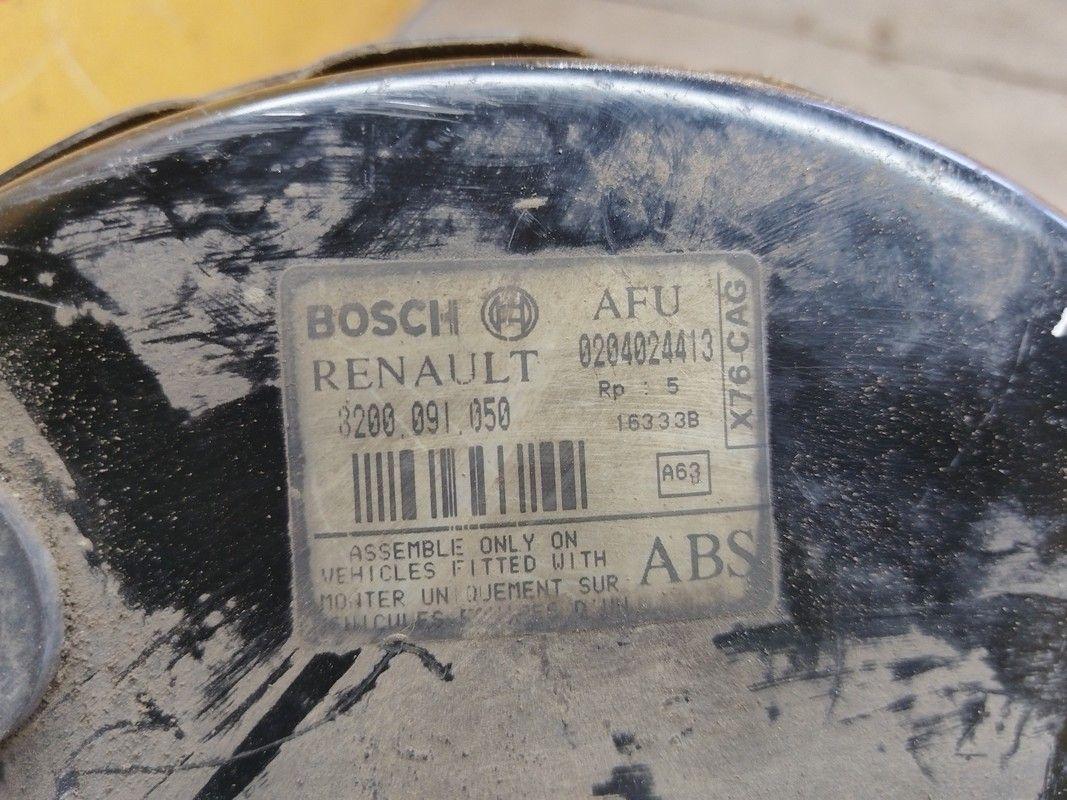 BOSCH
RENAULT
8200.091.050
AFU
0204024413
Rp : 5
16333B
X76-CAG
A63
ASSEMBLE ONLY ON
VEHICLES FITTED WITH
MONTER UNIQUEMENT SUR
ABS